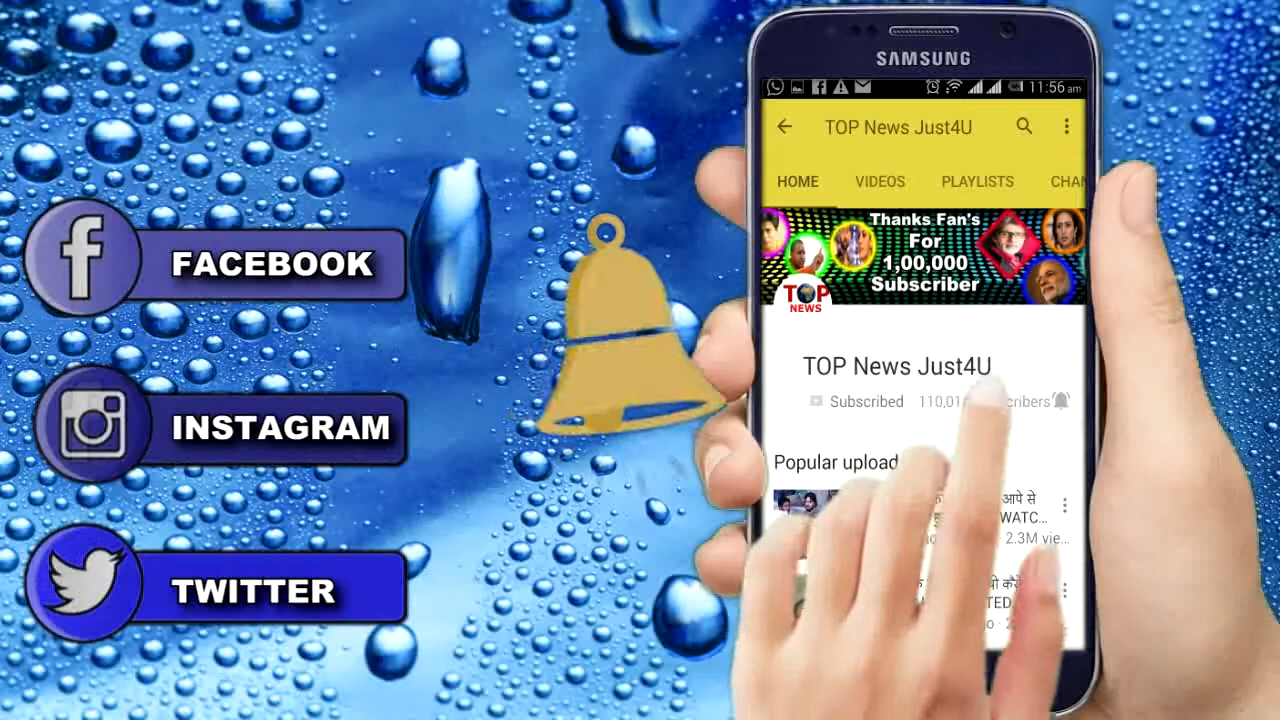 FACEBOOK
INSTAGRAM
TWITTER
SAMSUNG
11:56 am
TOP News Just4U
HOME VIDEOS PLAYLISTS CHAN
Thanks Fan's
For
1,00,000
Subscriber
TOP
NEWS
TOP News Just4U
Subscribed
Popular upload
आपे से
WATC...
2.3M vie...